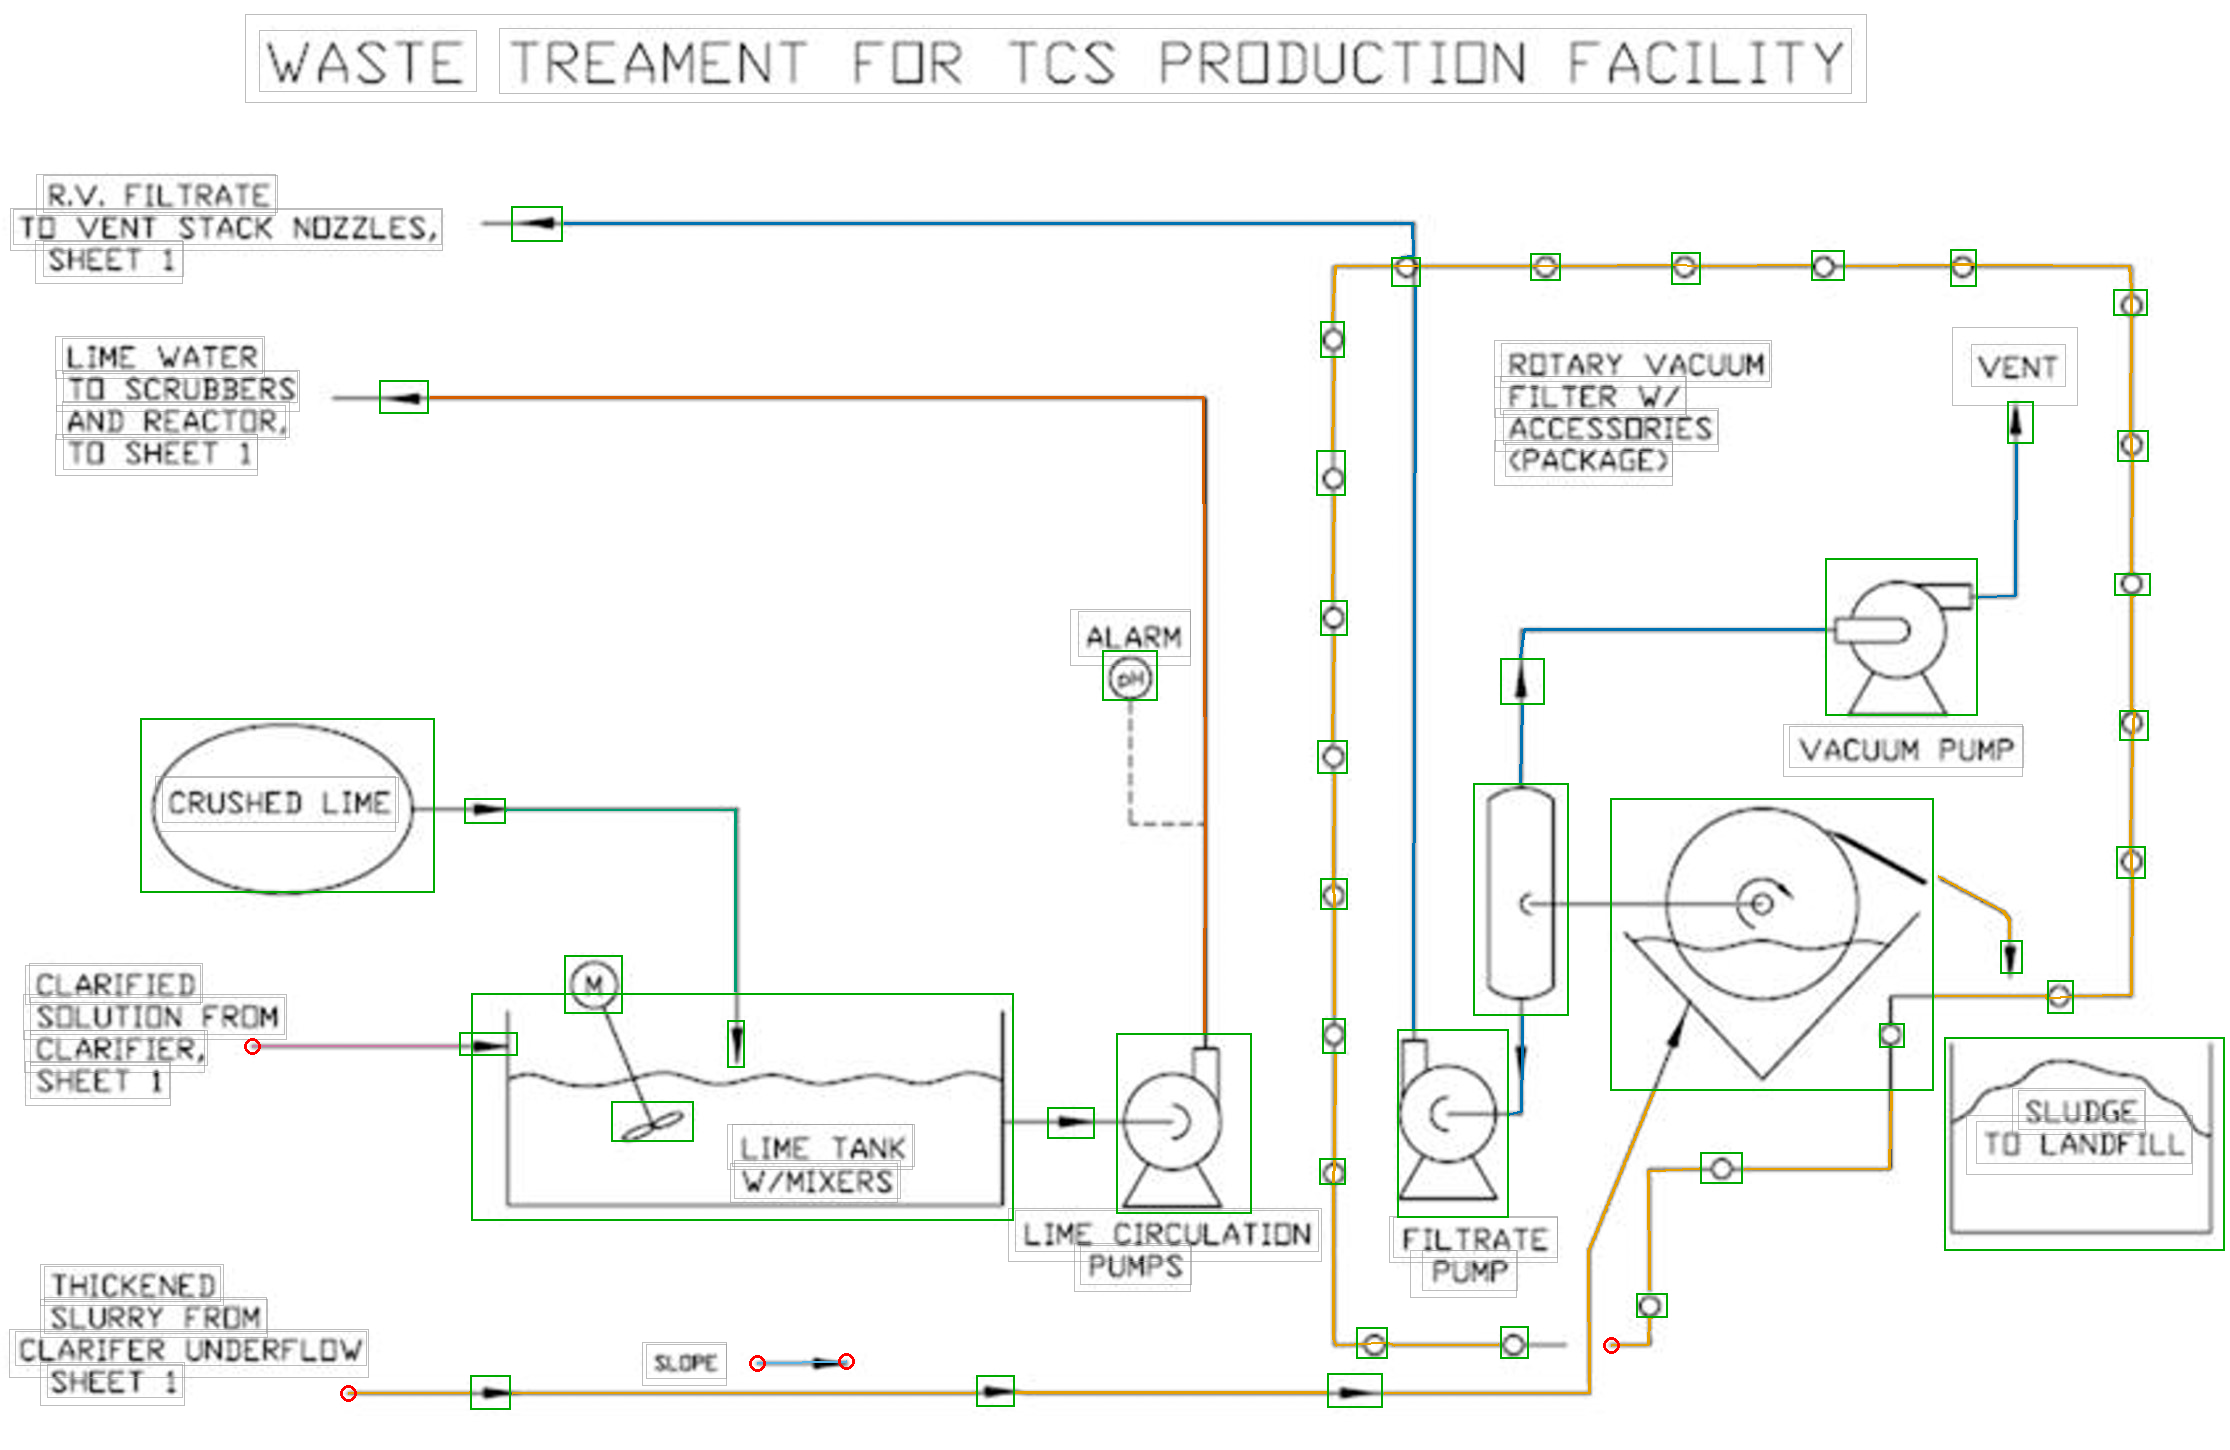 WASTE TREAMENT FOR TCS PRODUCTION FACILITY
R.V. FILTRATE
TO VENT STACK NOZZLES,
SHEET 1
LIME WATER
TO SCRUBBERS
AND REACTOR,
TO SHEET 1
ROTARY VACUUM
FILTER W/
ACCESSORIES
(PACKAGE)
VENT
ALARM
pH
VACUUM PUMP
CRUSHED LIME
CLARIFIED
SOLUTION FROM
CLARIFIER,
SHEET 1
M
LIME TANK
W/MIXERS
LIME CIRCULATION
PUMPS
FILTRATE
PUMP
SLUDGE
TO LANDFILL
THICKENED
SLURRY FROM
CLARIFER UNDERFLOW
SHEET 1
SLOPE